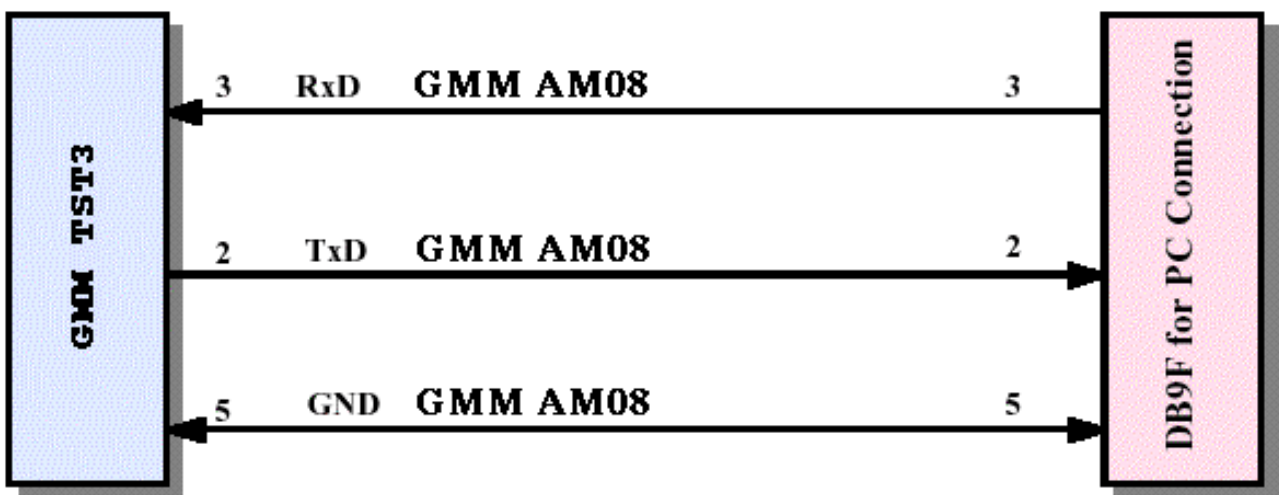 GMM TST3
3 RxD GMM AM08 3
2 TxD GMM AM08 2
5 GND GMM AM08 5
DB9F for PC Connection